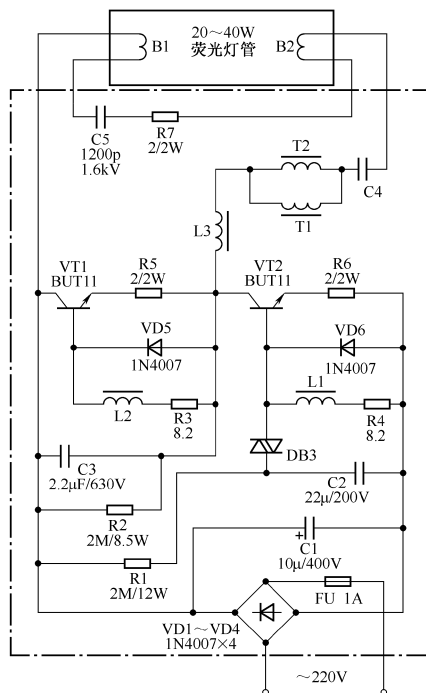 B1
20～40W
荧光灯管
B2
C5
1200p
1.6kV
R7
2/2W
T2
C4
T1
L3
VT1
BUT11
R5
2/2W
VT2
BUT11
R6
2/2W
VD5
1N4007
VD6
1N4007
L2
R3
8.2
L1
R4
8.2
DB3
C3
2.2μF/630V
C2
22μ/200V
R2
2M/8.5W
+
C1
10μ/400V
R1
2M/12W
VD1～VD4
1N4007×4
FU 1A
～220V